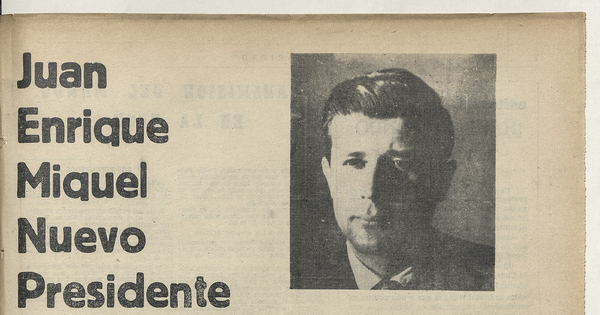 Juan
Enrique
Miquel
Nuevo
Presidente